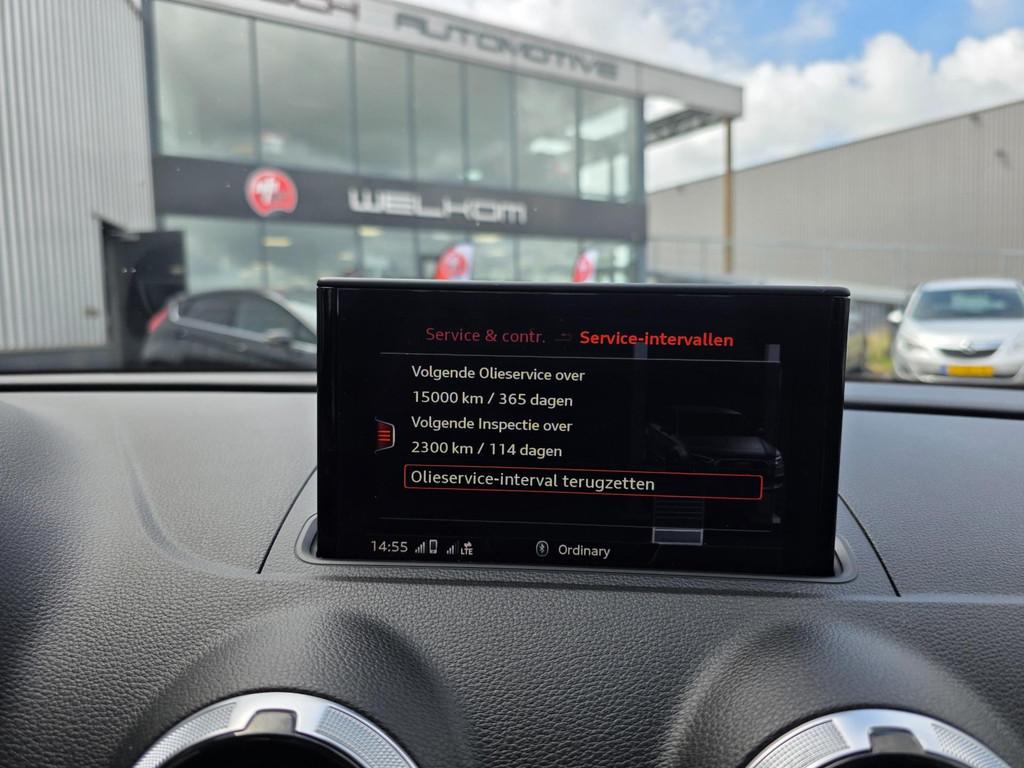 AUTOMOTIVE
WELKOM
Service & contr. Service-intervallen
Volgende Olieservice over
15000 km / 365 dagen
Volgende Inspectie over
2300 km / 114 dagen
Olieservice-interval terugzetten
14:55 LTE Ordinary